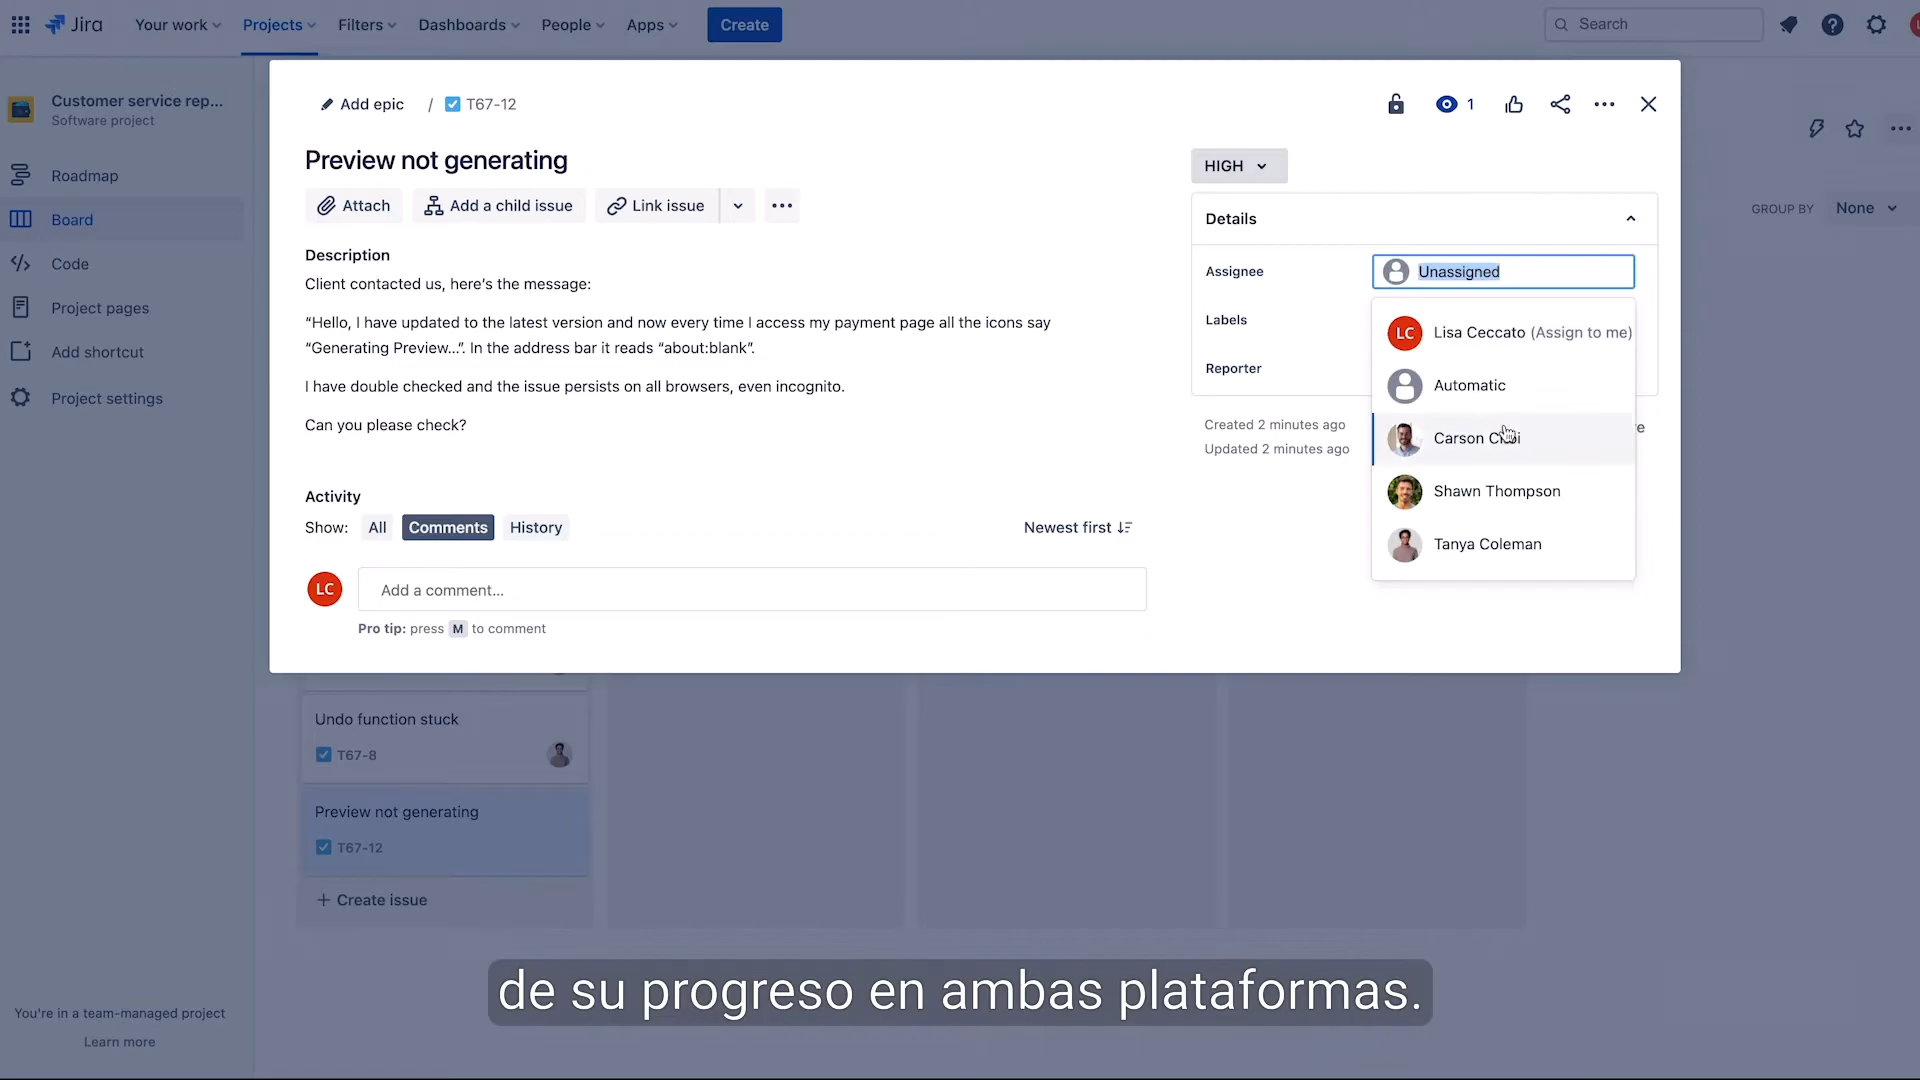 Jira
Your work
Projects
Filters
Dashboards
People
Apps
Create
Search
Customer service rep...
Software project
Roadmap
Board
Code
Project pages
Add shortcut
Project settings
You're in a team-managed project
Learn more
GROUP BY
None
Add epic
/
T67-12
1
Preview not generating
Attach
Add a child issue
Link issue
Description
Client contacted us, here's the message:
“Hello, I have updated to the latest version and now every time I access my payment page all the icons say
“Generating Preview...”. In the address bar it reads “about:blank”.
I have double checked and the issue persists on all browsers, even incognito.
Can you please check?
Activity
Show:
All
Comments
History
Newest first
LC
Add a comment...
Pro tip: press M to comment
HIGH
Details
Assignee
Unassigned
Labels
Reporter
LC
Lisa Ceccato (Assign to me)
Automatic
Carson
Shawn Thompson
Tanya Coleman
Created 2 minutes ago
Updated 2 minutes ago
Undo function stuck
T67-8
Preview not generating
T67-12
Create issue
de su progreso en ambas plataformas.